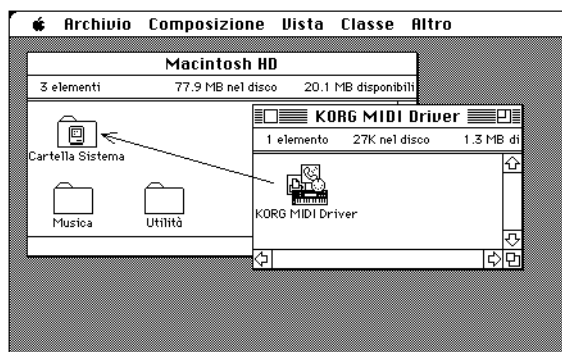 Archivio Composizione Vista Classe Altro
Macintosh HD
3 elementi 77.9 MB nel disco 20.1 MB disponibili
Cartella Sistema
Musica Utilità
KORG MIDI Driver
1 elemento 27K nel disco 1.3 MB di
KORG MIDI Driver